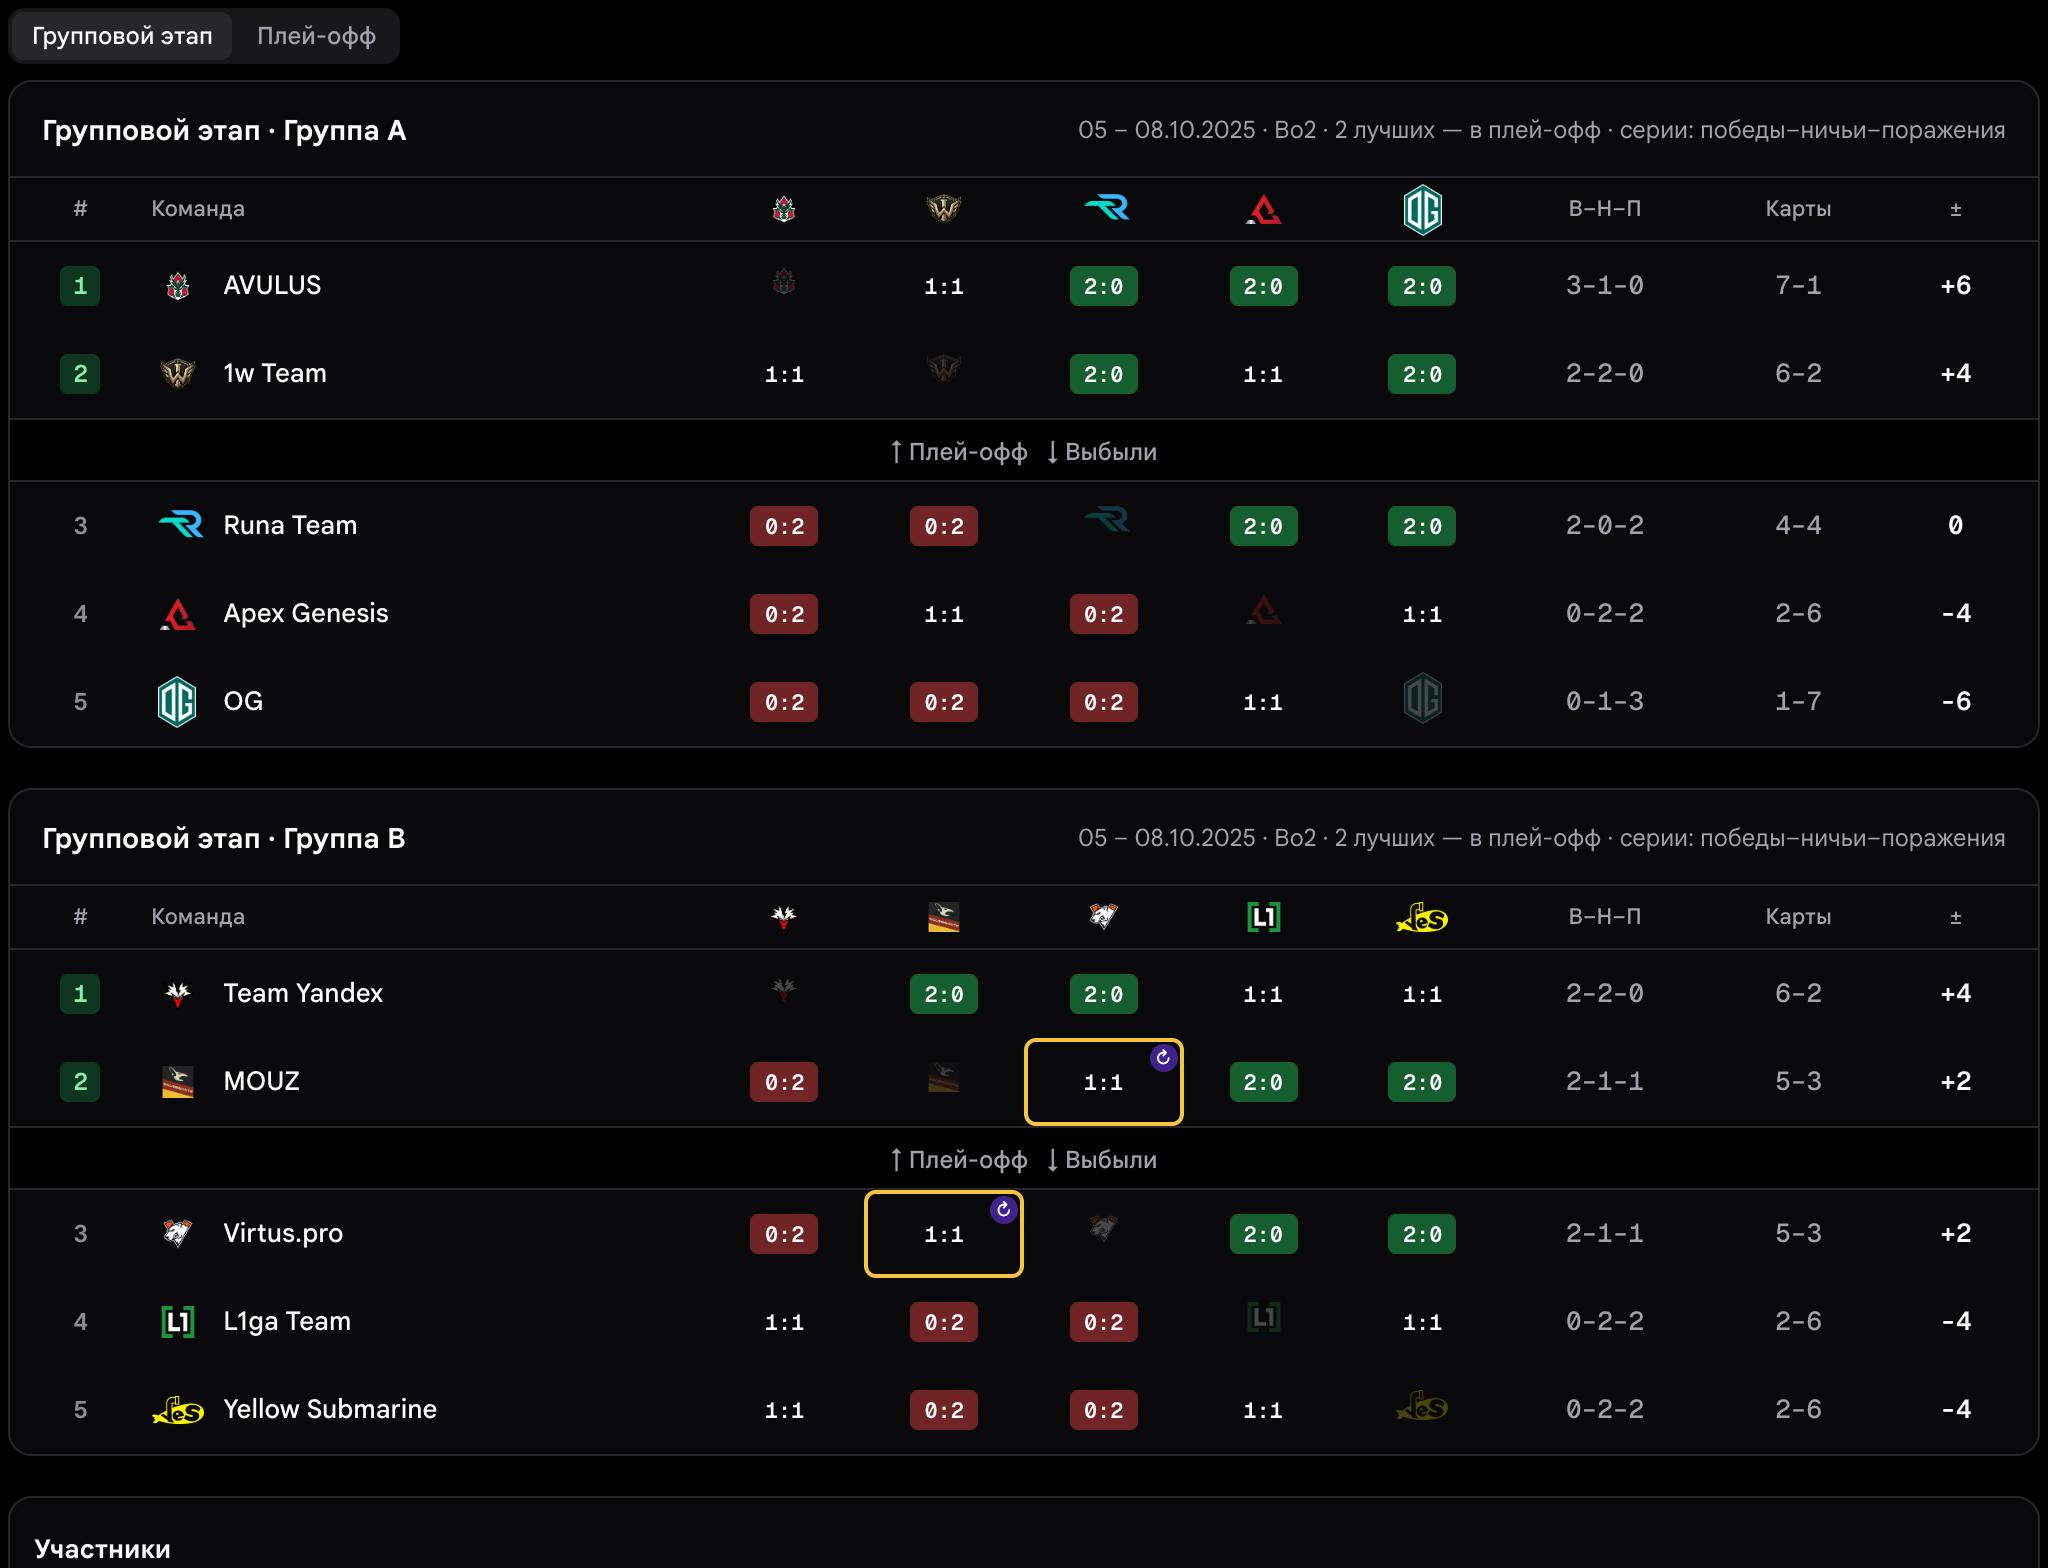 Групповой этап Плей-офф
Групповой этап · Группа A 05 – 08.10.2025 · Bo2 · 2 лучших — в плей-офф · серии: победы–ничьи–поражения
# Команда В–Н–П Карты ±
1 AVULUS 1:1 2:0 2:0 2:0 3-1-0 7-1 +6
2 1w Team 1:1 2:0 1:1 2:0 2-2-0 6-2 +4
↑ Плей-офф ↓ Выбыли
3 Runa Team 0:2 0:2 2:0 2:0 2-0-2 4-4 0
4 Apex Genesis 0:2 1:1 0:2 1:1 0-2-2 2-6 -4
5 OG 0:2 0:2 0:2 1:1 0-1-3 1-7 -6
Групповой этап · Группа B 05 – 08.10.2025 · Bo2 · 2 лучших — в плей-офф · серии: победы–ничьи–поражения
# Команда L1 В–Н–П Карты ±
1 Team Yandex 2:0 2:0 1:1 1:1 2-2-0 6-2 +4
2 MOUZ 0:2 1:1 2:0 2:0 2-1-1 5-3 +2
↑ Плей-офф ↓ Выбыли
3 Virtus.pro 0:2 1:1 2:0 2:0 2-1-1 5-3 +2
4 L1 L1ga Team 1:1 0:2 0:2 L1 1:1 0-2-2 2-6 -4
5 Yellow Submarine 1:1 0:2 0:2 1:1 0-2-2 2-6 -4
Участники